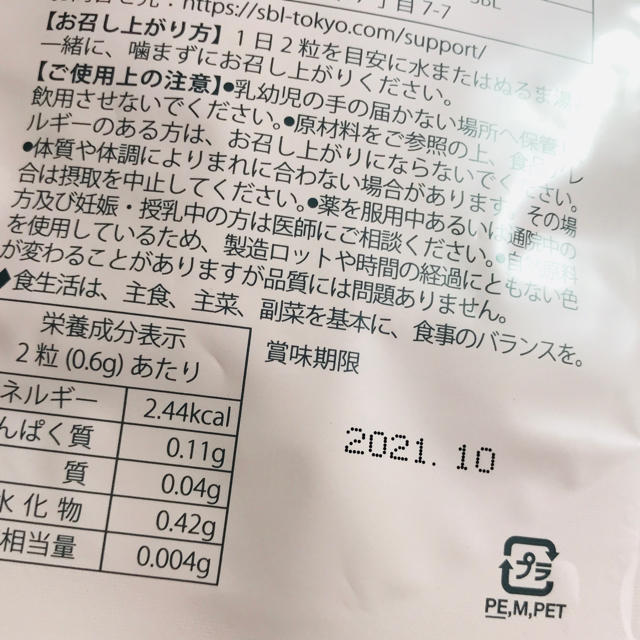 https://sbl-tokyo.com/support/
【お召し上がり方】1日2粒を目安に水またはぬるま湯
一緒に、噛まずにお召し上がりください。
【ご使用上の注意】●乳幼児の手の届かない場所へ保管し
飲用させないでください。●原材料をご参照の上、食品アレ
ルギーのある方は、お召し上がりにならないでください。
●体質や体調によりまれに合わない場合があります。その場
合は摂取を中止してください。●薬を服用中あるいは通院中の
方及び妊娠・授乳中の方は医師にご相談ください。●自然原料
を使用しているため、製造ロットや時間の経過にともない色
が変わることがありますが品質には問題ありません。
◆食生活は、主食、主菜、副菜を基本に、食事のバランスを。
栄養成分表示
2粒(0.6g)あたり
ネルギー 2.44kcal
んぱく質 0.11g
質 0.04g
水化物 0.42g
相当量 0.004g
賞味期限
2021.10
プラ
PE,M,PET